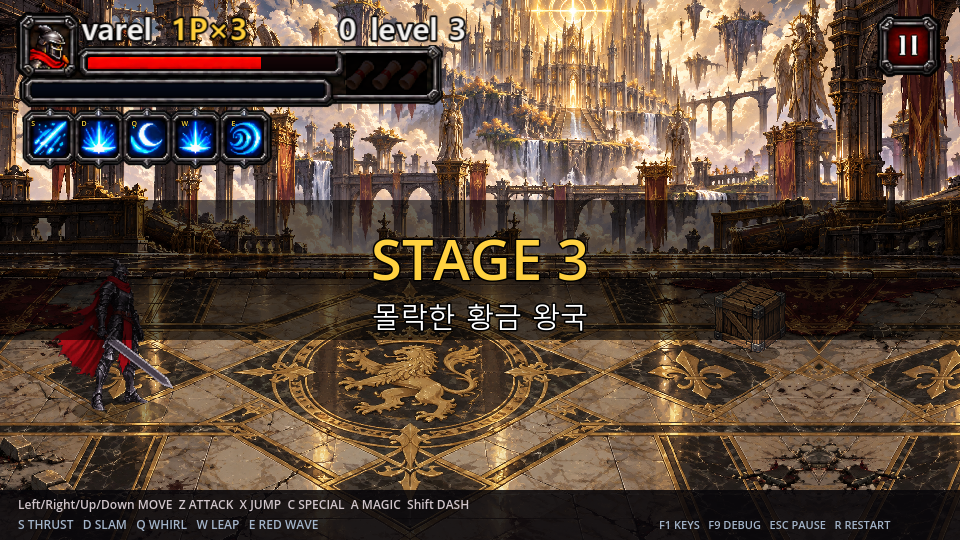 varel 1P×3 0 level 3
S D Q W E
STAGE 3
몰락한 황금 왕국
Left/Right/Up/Down MOVE Z ATTACK X JUMP C SPECIAL A MAGIC Shift DASH
S THRUST D SLAM Q WHIRL W LEAP E RED WAVE F1 KEYS F9 DEBUG ESC PAUSE R RESTART